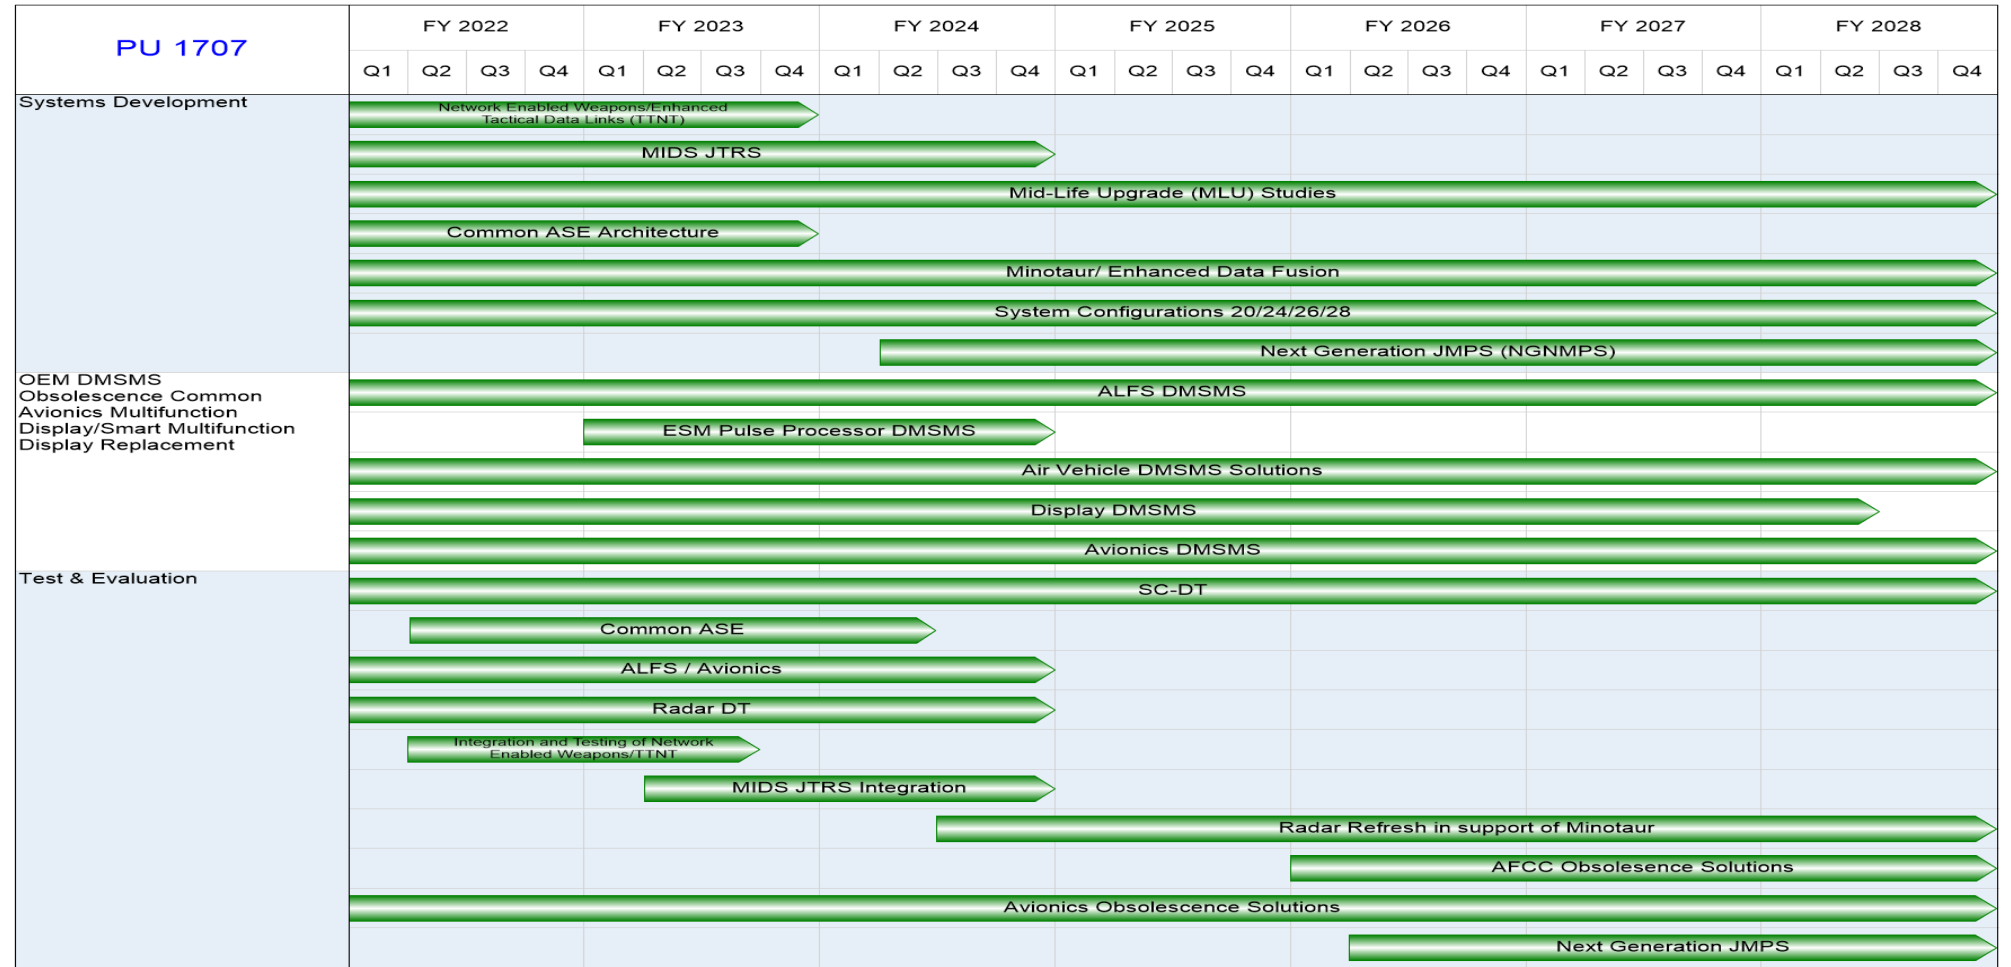 PU 1707
FY 2022 FY 2023 FY 2024 FY 2025 FY 2026 FY 2027 FY 2028
Q1 Q2 Q3 Q4 Q1 Q2 Q3 Q4 Q1 Q2 Q3 Q4 Q1 Q2 Q3 Q4 Q1 Q2 Q3 Q4 Q1 Q2 Q3 Q4 Q1 Q2 Q3 Q4
Systems Development
Network Enabled Weapons/Enhanced
Tactical Data Links (TTNT)
MIDS JTRS
Mid-Life Upgrade (MLU) Studies
Common ASE Architecture
Minotaur/ Enhanced Data Fusion
System Configurations 20/24/26/28
Next Generation JMPS (NGNMPS)
OEM DMSMS
Obsolescence Common
Avionics Multifunction
Display/Smart Multifunction
Display Replacement
ALFS DMSMS
ESM Pulse Processor DMSMS
Air Vehicle DMSMS Solutions
Display DMSMS
Avionics DMSMS
Test & Evaluation
SC-DT
Common ASE
ALFS / Avionics
Radar DT
Integration and Testing of Network
Enabled Weapons/TTNT
MIDS JTRS Integration
Radar Refresh in support of Minotaur
AFCC Obsolesence Solutions
Avionics Obsolescence Solutions
Next Generation JMPS